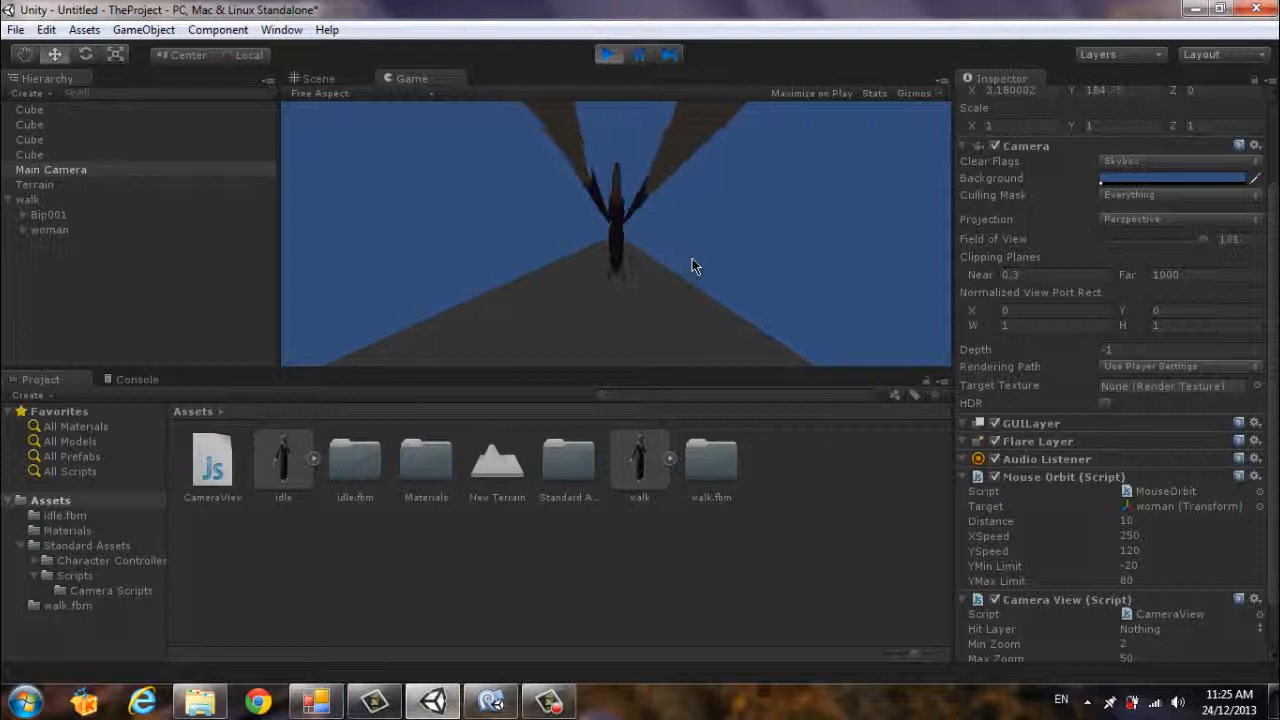 Unity - Untitled - TheProject - PC, Mac & Linux Standalone*
File Edit Assets GameObject Component Window Help
Center Local Layers Layout
Hierarchy
Create All
Cube
Cube
Cube
Cube
Main Camera
Terrain
walk
Bip001
woman
Scene Game
Free Aspect Maximize on Play Stats Gizmos
Inspector
X 3.180002 Y Z 0
Scale
X 1 Y 1 Z 1
Camera
Clear Flags Skybox
Background
Culling Mask Everything
Projection Perspective
Field of View
Clipping Planes
Near 0.3 Far 1000
Normalized View Port Rect
X 0 Y 0
W 1 H 1
Depth -1
Rendering Path Use Player Settings
Target Texture None (Render Texture)
HDR
GUILayer
Flare Layer
Audio Listener
Mouse Orbit (Script)
Script MouseOrbit
Target woman (Transform)
Distance 10
XSpeed 250
YSpeed 120
YMin Limit -20
YMax Limit 80
Camera View (Script)
Script CameraView
Hit Layer Nothing
Min Zoom 2
Max Zoom 50
Project Console
Create
Favorites
All Materials
All Models
All Prefabs
All Scripts
Assets
idle.fbm
Materials
Standard Assets
Character Controller
Scripts
Camera Scripts
walk.fbm
Assets
Js
CameraView idle idle.fbm Materials New Terrain Standard A... walk walk.fbm
EN
11:25 AM
24/12/2013